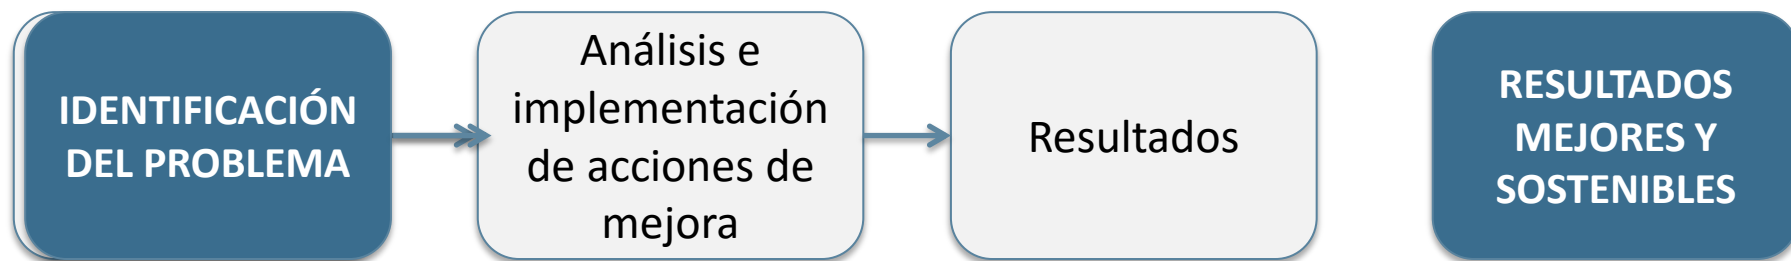 IDENTIFICACIÓN
DEL PROBLEMA
Análisis e
implementación
de acciones de
mejora
Resultados
RESULTADOS
MEJORES Y
SOSTENIBLES